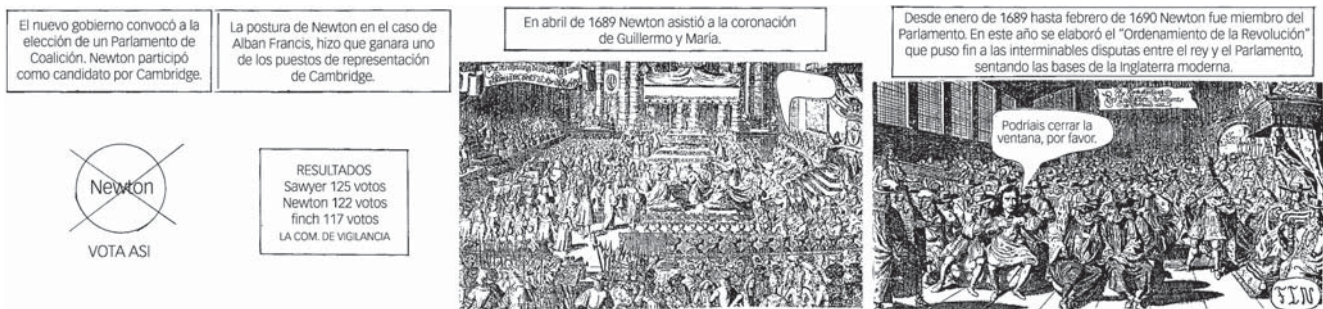 El nuevo gobierno convocó a la
elección de un Parlamento de
Coalición. Newton participó
como candidato por Cambridge.
La postura de Newton en el caso de
Alban Francis, hizo que ganara uno
de los puestos de representación
de Cambridge.
Newton
VOTA ASI
RESULTADOS
Sawyer 125 votos
Newton 122 votos
finch 117 votos
LA COM. DE VIGILANCIA
En abril de 1689 Newton asistió a la coronación
de Guillermo y María.
Desde enero de 1689 hasta febrero de 1690 Newton fue miembro del
Parlamento. En este año se elaboró el "Ordenamiento de la Revolución"
que puso fin a las interminables disputas entre el rey y el Parlamento,
sentando las bases de la Inglaterra moderna.
Podriais cerrar la
ventana, por favor.
FIN